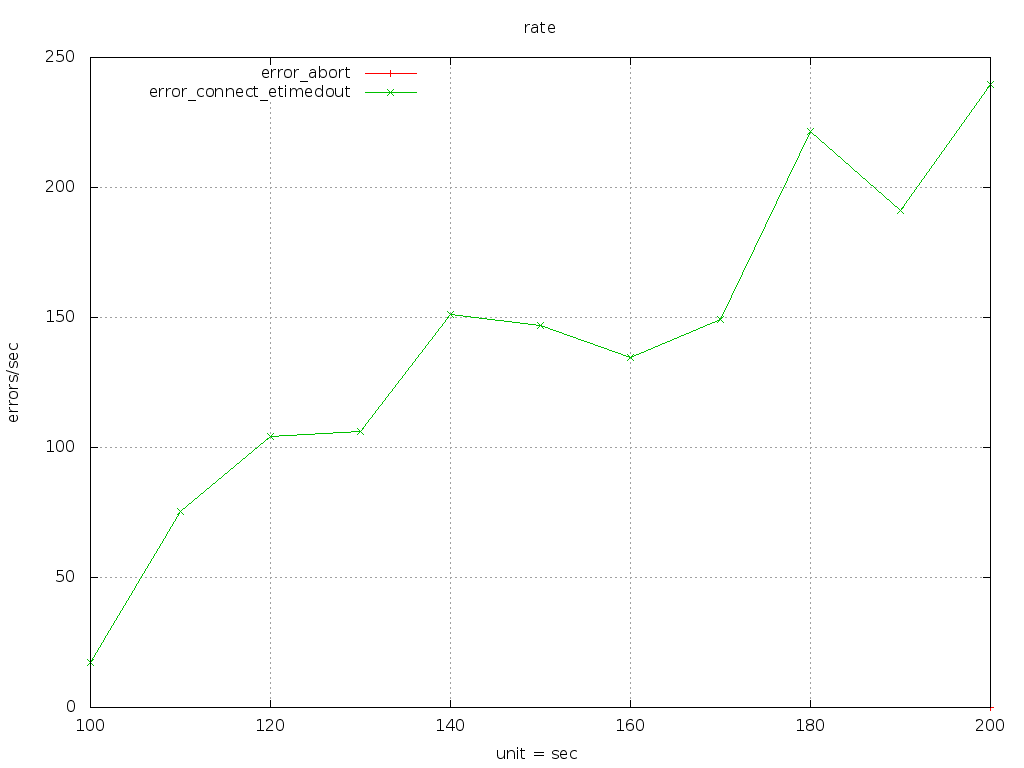 rate
250
error_abort
error_connect_etimedout
200
150
errors/sec
100
50
0
100 120 140 160 180 200
unit = sec